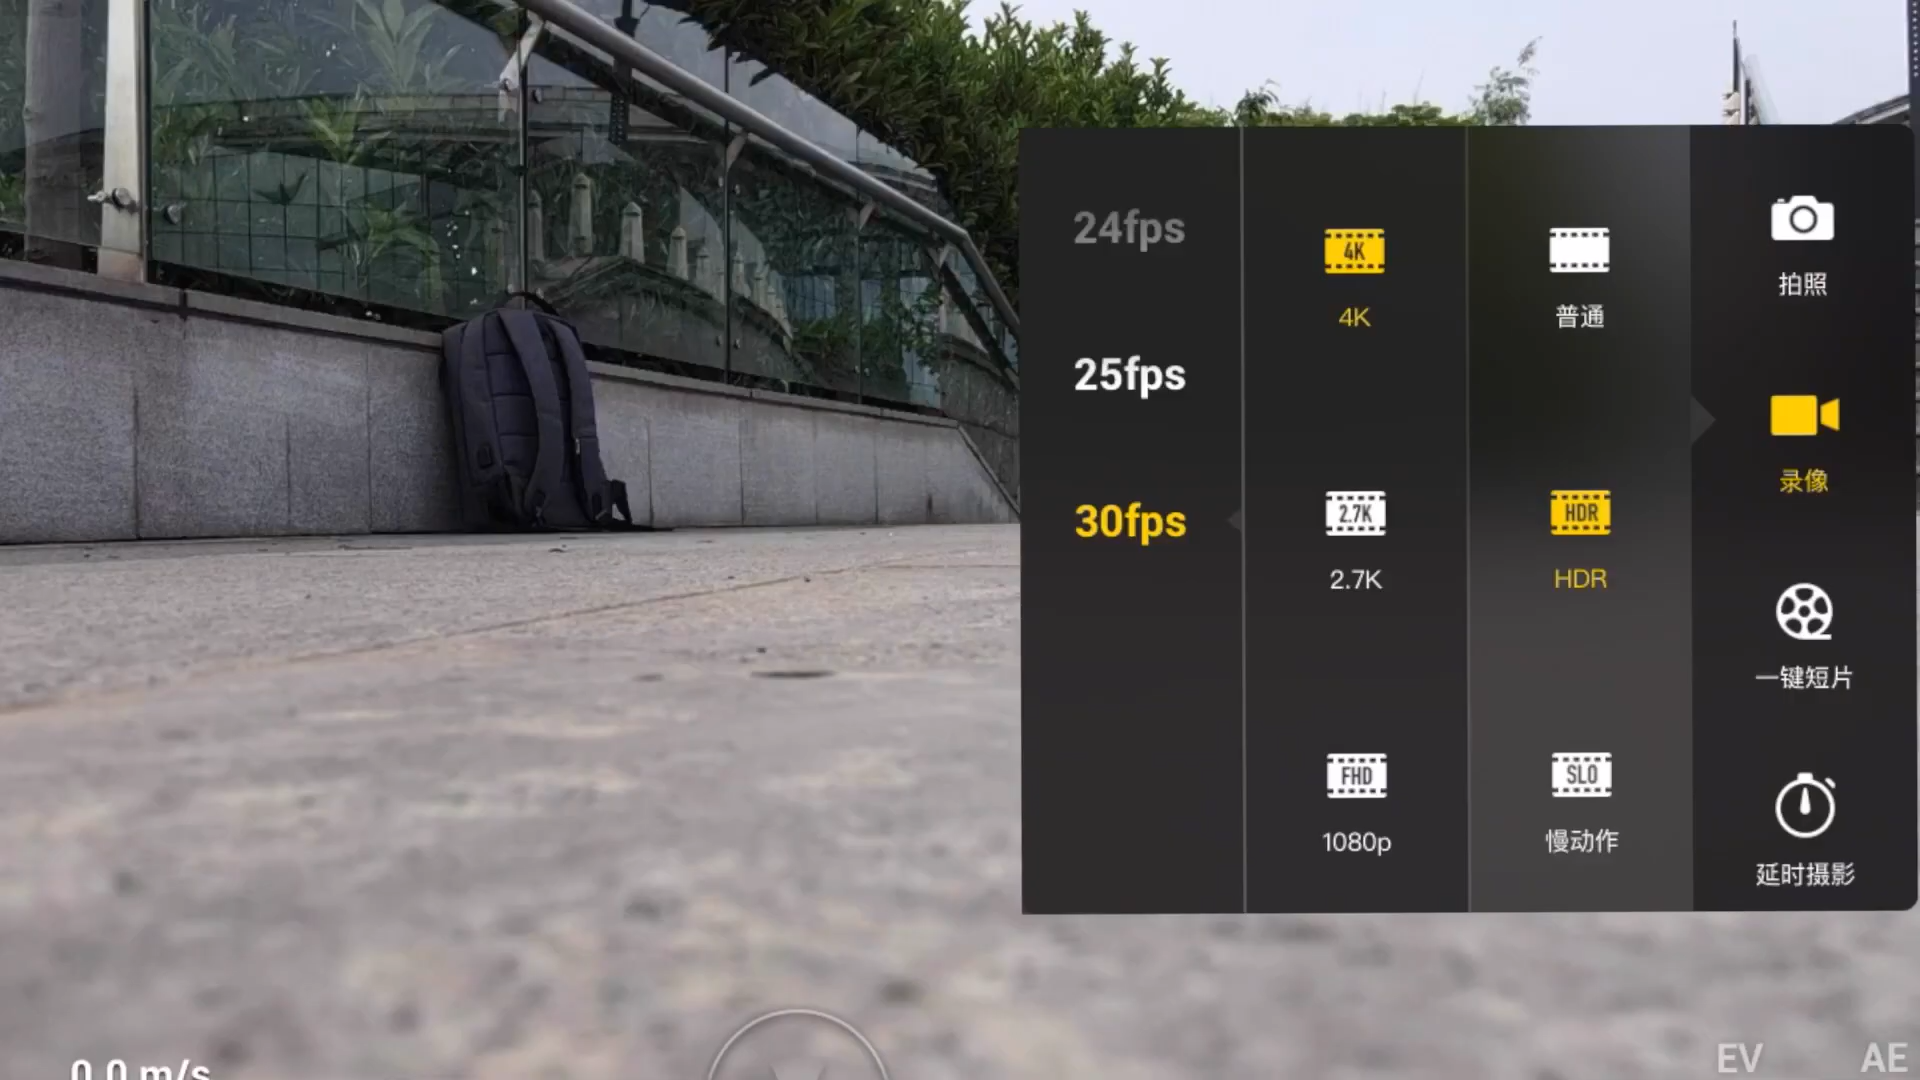 24fps
25fps
30fps
4K
4K
2.7K
2.7K
FHD
1080p
普通
HDR
HDR
SLO
慢动作
拍照
录像
一键短片
延时摄影
0.0 m/s
EV
AE